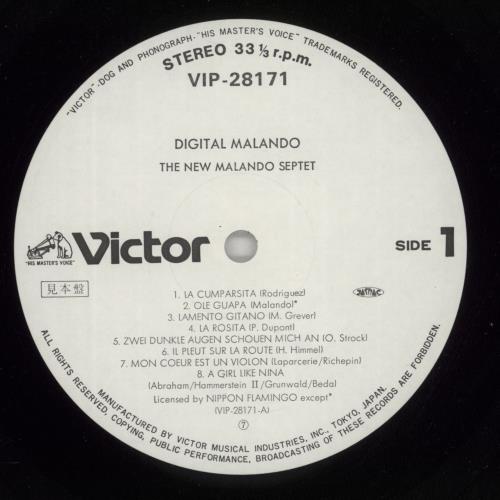 "VICTOR"-DOG AND PHONOGRAPH-"HIS MASTER'S VOICE" TRADEMARKS REGISTERED.
STEREO 33 1/3 r.p.m.
VIP-28171
DIGITAL MALANDO
THE NEW MALANDO SEPTET
"HIS MASTER'S VOICE"
Victor
SIDE 1
見本盤
1. LA CUMPARSITA (Rodriguez)
2. OLE GUAPA (Malando)*
3. LAMENTO GITANO (M. Grever)
4. LA ROSITA (P. Dupont)
5. ZWEI DUNKLE AUGEN SCHOUEN MICH AN (O. Strock)
6. IL PLEUT SUR LA ROUTE (H. Himmel)
7. MON COEUR EST UN VIOLON (Laparcerie/Richepin)
8. A GIRL LIKE NINA
(Abraham/Hammerstein II/Grunwald/Beda)
Licensed by NIPPON FLAMINGO except*
(VIP-28171-A)
⑦
MANUFACTURED BY VICTOR MUSICAL INDUSTRIES, INC., TOKYO, JAPAN.
ALL RIGHTS RESERVED, COPYING, PUBLIC PERFORMANCE, BROADCASTING OF THESE RECORDS ARE FORBIDDEN.